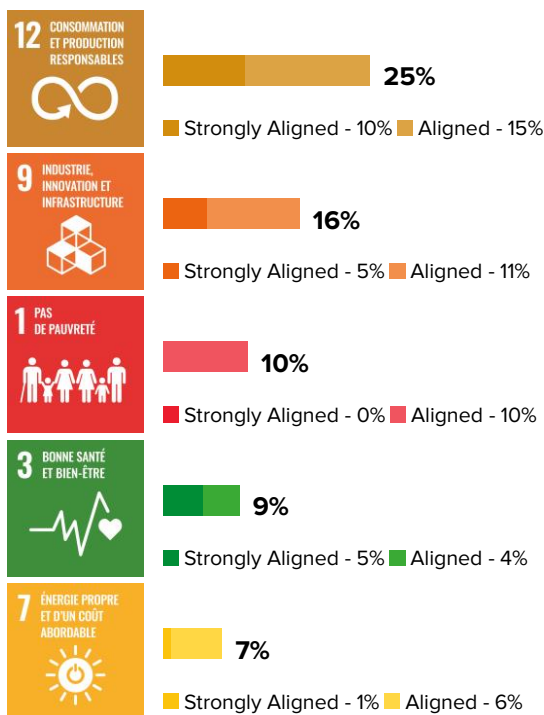 12 CONSOMMATION
ET PRODUCTION
RESPONSABLES
25%
Strongly Aligned - 10% Aligned - 15%
9 INDUSTRIE,
INNOVATION ET
INFRASTRUCTURE
16%
Strongly Aligned - 5% Aligned - 11%
1 PAS
DE PAUVRETÉ
10%
Strongly Aligned - 0% Aligned - 10%
3 BONNE SANTÉ
ET BIEN-ÊTRE
9%
Strongly Aligned - 5% Aligned - 4%
7 ÉNERGIE PROPRE
ET D'UN COÛT
ABORDABLE
7%
Strongly Aligned - 1% Aligned - 6%